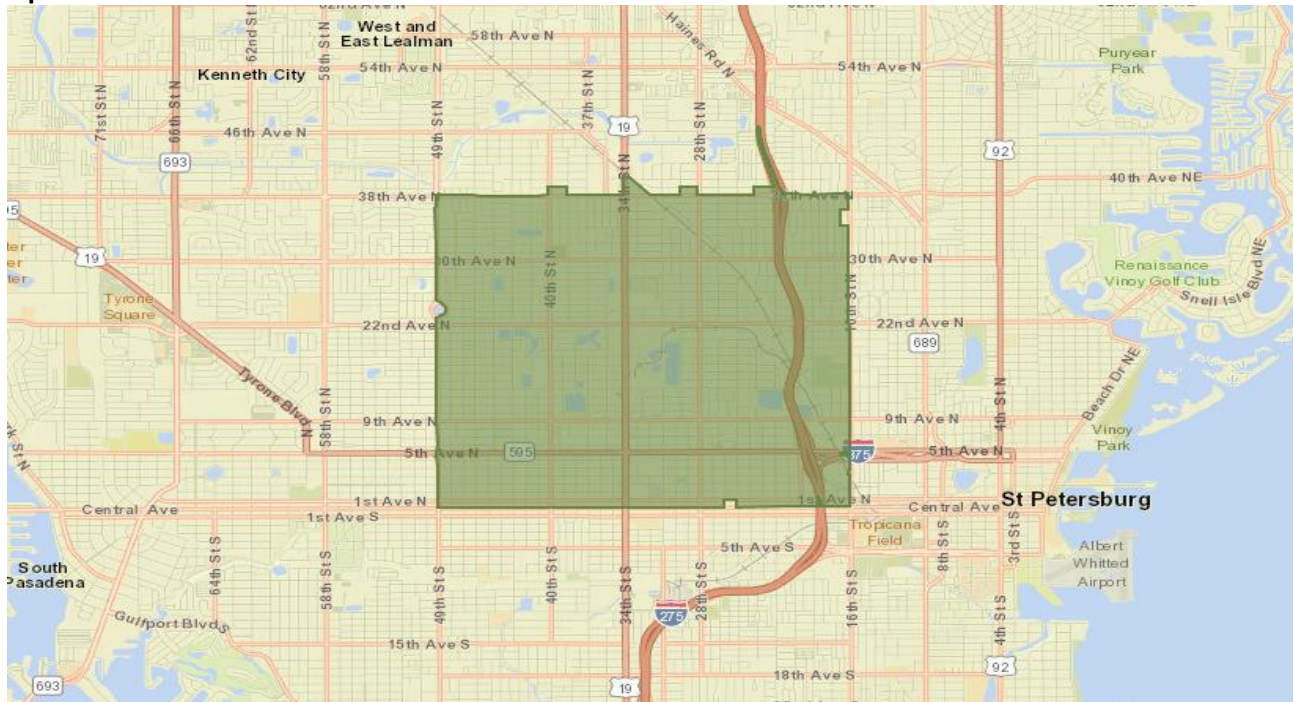 62nd St N
58th St N
West and
East Lealman
58th Ave N
54th Ave N
Kenneth City
Haines Rd N
54th Ave N
Puryear
Park
71st St N
66th St N
46th Ave N
49th St N
37th St N
19
28th St N
92
693
38th Ave N
34th St N
40th Ave NE
19
30th Ave N
40th St N
30th Ave N
Renaissance
Vinoy Golf Club
Snell Isle Blvd NE
Tyrone
Square
22nd Ave N
22nd Ave N
689
Tyrone Blvd N
58th St N
4th St N
Beach Dr NE
9th Ave N
9th Ave N
Vinoy
Park
5th Ave N
595
5th Ave N
1st Ave N
1st Ave N
Central Ave
Central Ave
St Petersburg
1st Ave S
Tropicana
Field
5th Ave S
8th St S
3rd St S
Albert
Whitted
Airport
South
Pasadena
64th St S
58th St S
49th St S
40th St S
34th St S
28th St S
16th St S
4th St S
275
Gulfport Blvd S
15th Ave S
18th Ave S
92
693
19